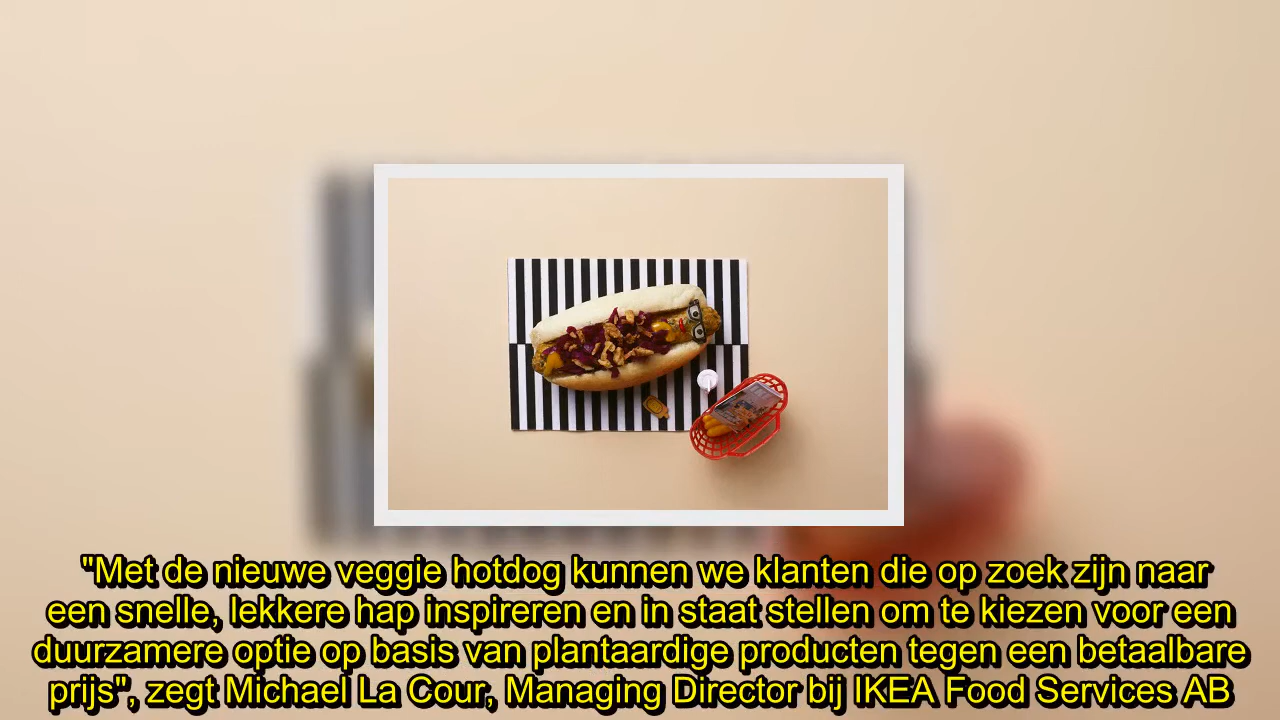 "Met de nieuwe veggie hotdog kunnen we klanten die op zoek zijn naar
een snelle, lekkere hap inspireren en in staat stellen om te kiezen voor een
duurzamere optie op basis van plantaardige producten tegen een betaalbare
prijs", zegt Michael La Cour, Managing Director bij IKEA Food Services AB